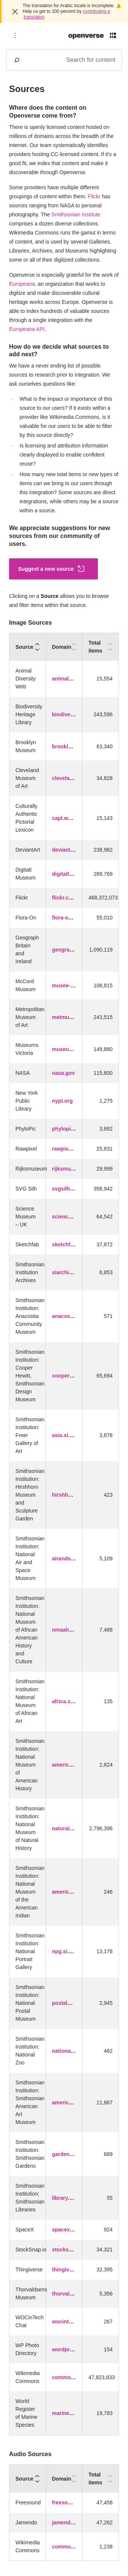 The translation for Arabic locale is incomplete.
Help us get to 100 percent by contributing a
translation
openverse
Search for content
Sources
Where does the content on
Openverse come from?
There is openly licensed content hosted on
millions of domains across the breadth of the
internet. Our team systematically identifies
providers hosting CC-licensed content. If it's a
good fit, we index that content and make it
discoverable through Openverse.
Some providers have multiple different
groupings of content within them. Flickr has
sources ranging from NASA to personal
photography. The Smithsonian Institute
comprises a dozen, diverse collections.
Wikimedia Commons runs the gamut in terms
of content, and is used by several Galleries,
Libraries, Archives, and Museums highlighting
some or all of their digitized collections.
Openverse is especially grateful for the work of
Europeana, an organization that works to
digitize and make discoverable cultural
heritage works across Europe. Openverse is
able to index hundreds of valuable sources
through a single integration with the
Europeana API.
How do we decide what sources to
add next?
We have a never ending list of possible
sources to research prior to integration. We
ask ourselves questions like:
What is the impact or importance of this
source to our users? If it exists within a
provider like Wikimedia Commons, is it
valuable for our users to be able to filter
by this source directly?
Is licensing and attribution information
clearly displayed to enable confident
reuse?
How many new total items or new types of
items can we bring to our users through
this integration? Some sources are direct
integrations, while others may be a source
within a source.
We appreciate suggestions for new
sources from our community of
users.
Suggest a new source
Clicking on a Source allows you to browse
and filter items within that source.
Image Sources
Source Domain Total items
Animal Diversity Web animal... 15,554
Biodiversity Heritage Library biodive... 243,596
Brooklyn Museum brookl... 63,340
Cleveland Museum of Art clevela... 34,828
Culturally Authentic Pictorial Lexicon capl.w... 15,143
DeviantArt deviant... 238,982
Digitalt Museum digitalt... 289,769
Flickr flickr.c... 468,372,073
Flora-On flora-o... 55,010
Geograph Britain and Ireland geogra... 1,090,119
McCord Museum musee-... 108,815
Metropolitan Museum of Art metmu... 243,515
Museums Victoria museu... 149,880
NASA nasa.gov 115,600
New York Public Library nypl.org 1,275
PhyloPic phylopi... 3,892
Rawpixel rawpix... 25,831
Rijksmuseum rijksmu... 29,999
SVG Silh svgsilh... 358,942
Science Museum – UK scienc... 64,542
Sketchfab sketchf... 37,872
Smithsonian Institution Archives siarchi... 6,853
Smithsonian Institution: Anacostia Community Museum anacos... 571
Smithsonian Institution: Cooper Hewitt, Smithsonian Design Museum cooper... 65,694
Smithsonian Institution: Freer Gallery of Art asia.si.... 3,878
Smithsonian Institution: Hirshhorn Museum and Sculpture Garden hirshh... 423
Smithsonian Institution: National Air and Space Museum airands... 5,109
Smithsonian Institution: National Museum of African American History and Culture nmaah... 7,488
Smithsonian Institution: National Museum of African Art africa.s... 135
Smithsonian Institution: National Museum of American History americ... 2,824
Smithsonian Institution: National Museum of Natural History natural... 2,796,396
Smithsonian Institution: National Museum of the American Indian americ... 246
Smithsonian Institution: National Portrait Gallery npg.si.... 13,176
Smithsonian Institution: National Postal Museum postal... 2,945
Smithsonian Institution: National Zoo nationa... 462
Smithsonian Institution: Smithsonian American Art Museum americ... 11,887
Smithsonian Institution: Smithsonian Gardens garden... 689
Smithsonian Institution: Smithsonian Libraries library.... 55
SpaceX spacex... 924
StockSnap.io stocks... 34,321
Thingiverse thingiv... 32,395
Thorvaldsens Museum thorval... 5,356
WOCinTech Chat wocint... 267
WP Photo Directory wordpr... 154
Wikimedia Commons commo... 47,823,833
World Register of Marine Species marine... 19,783
Audio Sources
Source Domain Total items
Freesound freeso... 47,458
Jamendo jamend... 47,262
Wikimedia Commons commo... 1,238